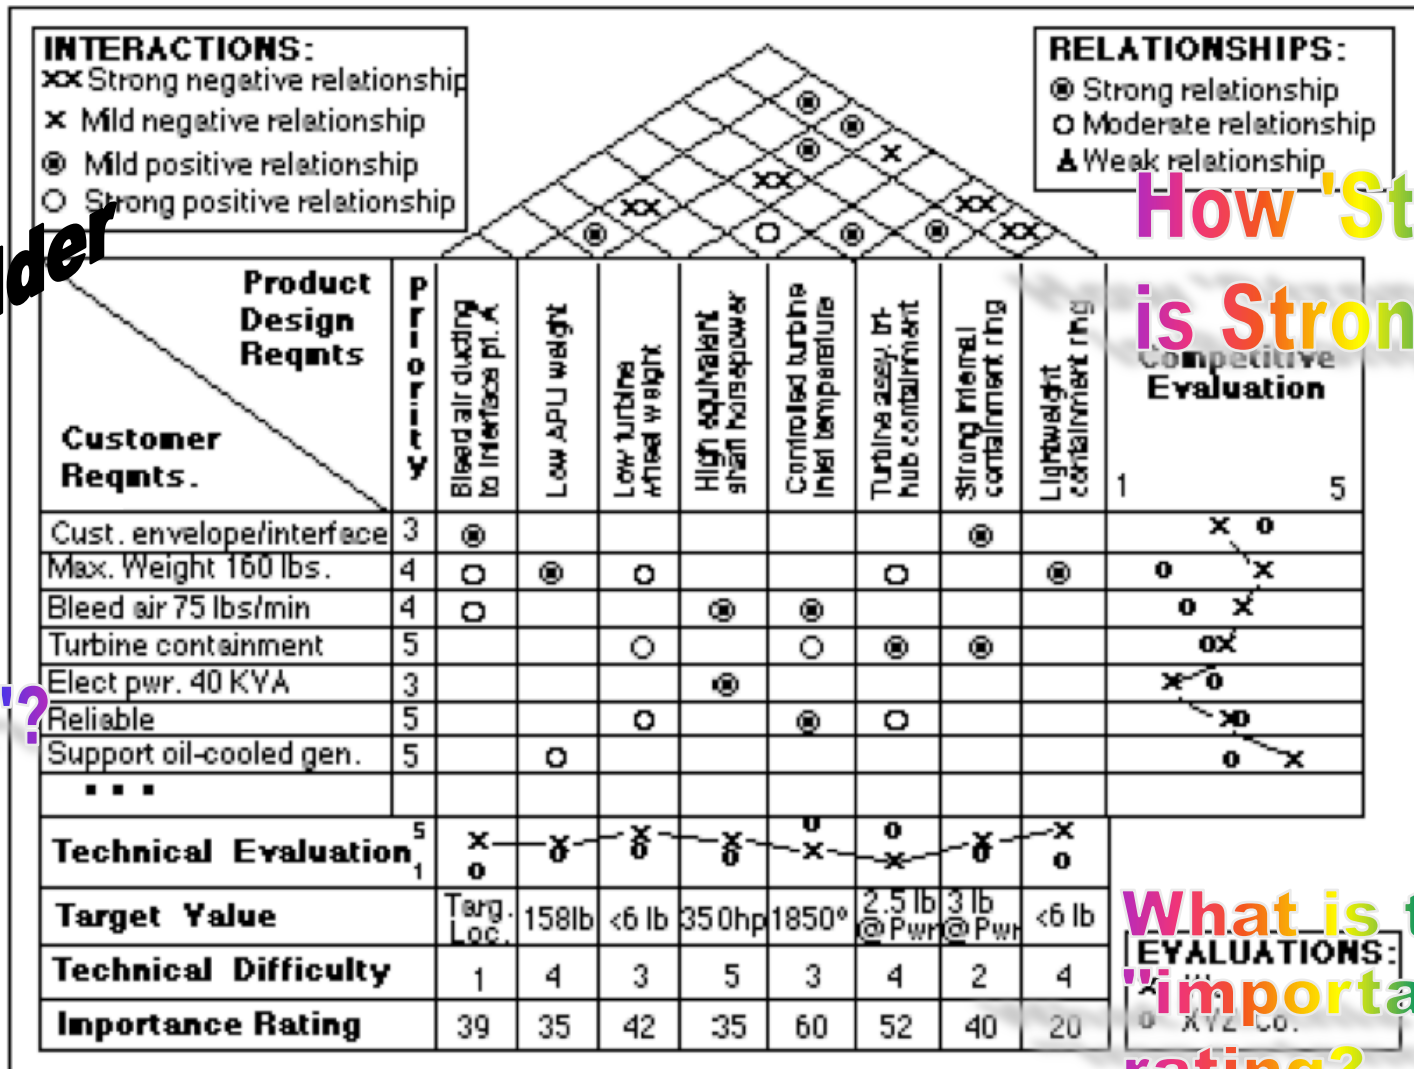 INTERACTIONS:
XX Strong negative relationship
X Mild negative relationship
Mild positive relationship
Strong positive relationship
RELATIONSHIPS:
Strong relationship
Moderate relationship
Weak relationship
How 'St
is Stron
der
'?
Product
Design
Reqmnts
Customer
Reqmts.
Priority
Bleed air ducting
to interface pt. A
Low APU weight
Low turbine
wheel weight
High equivalent
shaft horsepower
Controlled turbine
inlet temperature
Turbine assy. tri-
hub containment
Strong internal
containment ring
Lightweight
containment ring
Competitive
Evaluation
1 5
Cust. envelope/interface 3
Max. Weight 160 lbs. 4
Bleed air 75 lbs/min 4
Turbine containment 5
Elect pwr. 40 KVA 3
Reliable 5
Support oil-cooled gen. 5
...
Technical Evaluation 5 1
Target Value Targ. Loc. 158lb <6 lb 350hp 1850° 2.5 lb @ Pwr 3 lb @ Pwr <6 lb
Technical Difficulty 1 4 3 5 3 4 2 4
Importance Rating 39 35 42 35 60 52 40 20
What is t
"importa
rating?
EVALUATIONS:
X
o XYZ Co.